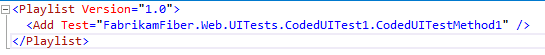 <Playlist Version="1.0">
<Add Test="FabrikamFiber.Web.UITests.CodedUITest1.CodedUITestMethod1" />
</Playlist>